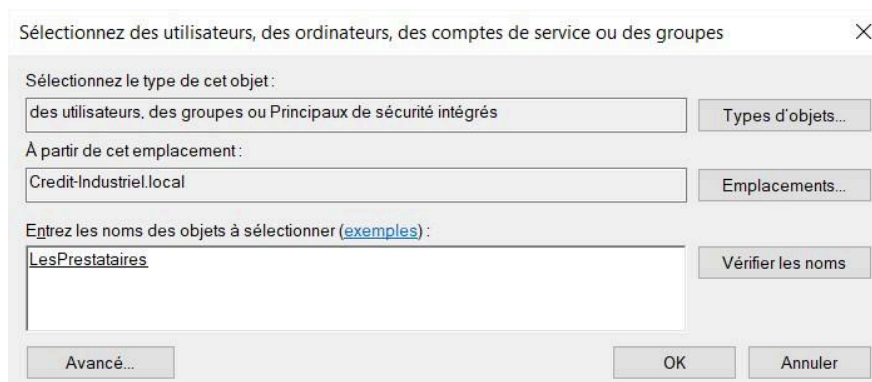 Sélectionnez des utilisateurs, des ordinateurs, des comptes de service ou des groupes
Sélectionnez le type de cet objet :
des utilisateurs, des groupes ou Principaux de sécurité intégrés
Types d'objets...
À partir de cet emplacement :
Credit-Industriel.local
Emplacements...
Entrez les noms des objets à sélectionner (exemples) :
LesPrestataires
Vérifier les noms
Avancé...
OK
Annuler